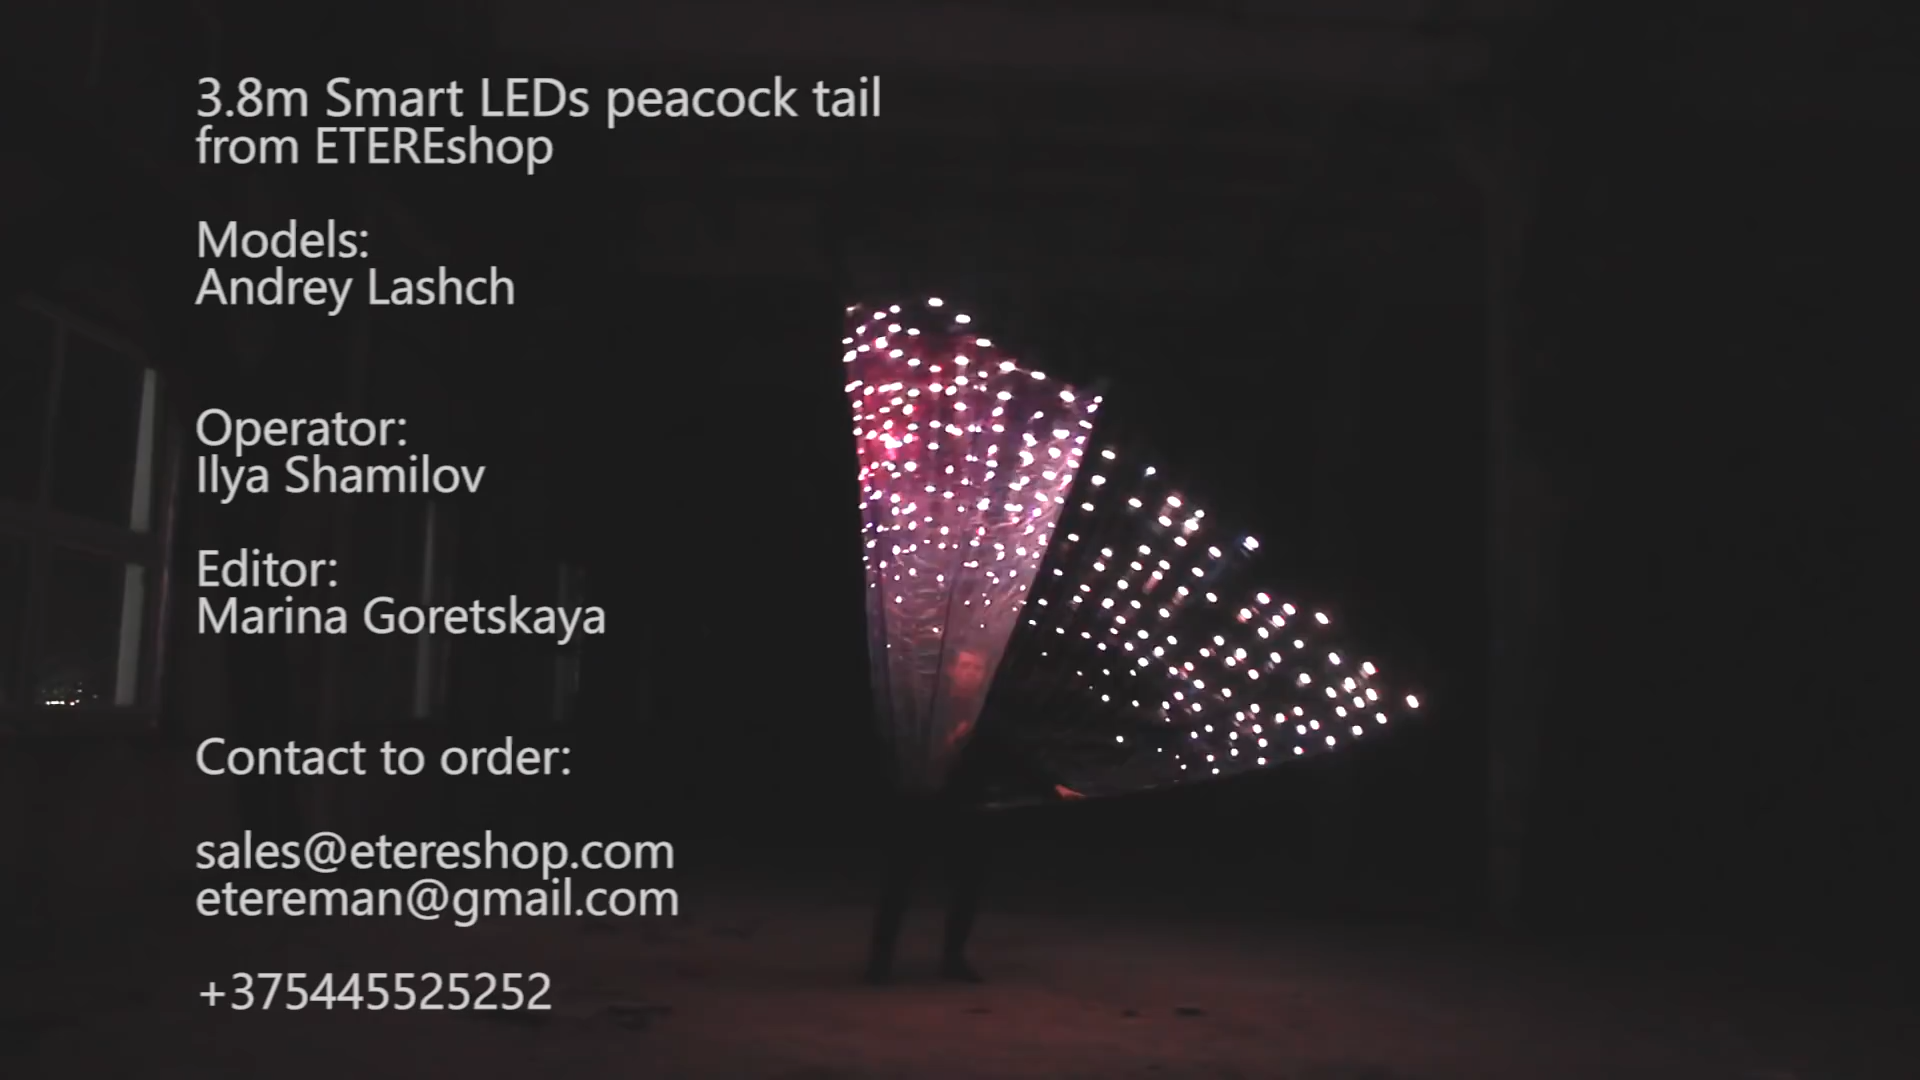 3.8m Smart LEDs peacock tail
from ETEREshop
Models:
Andrey Lashch
Operator:
Ilya Shamilov
Editor:
Marina Goretskaya
Contact to order:
sales@etereshop.com
etereman@gmail.com
+375445525252